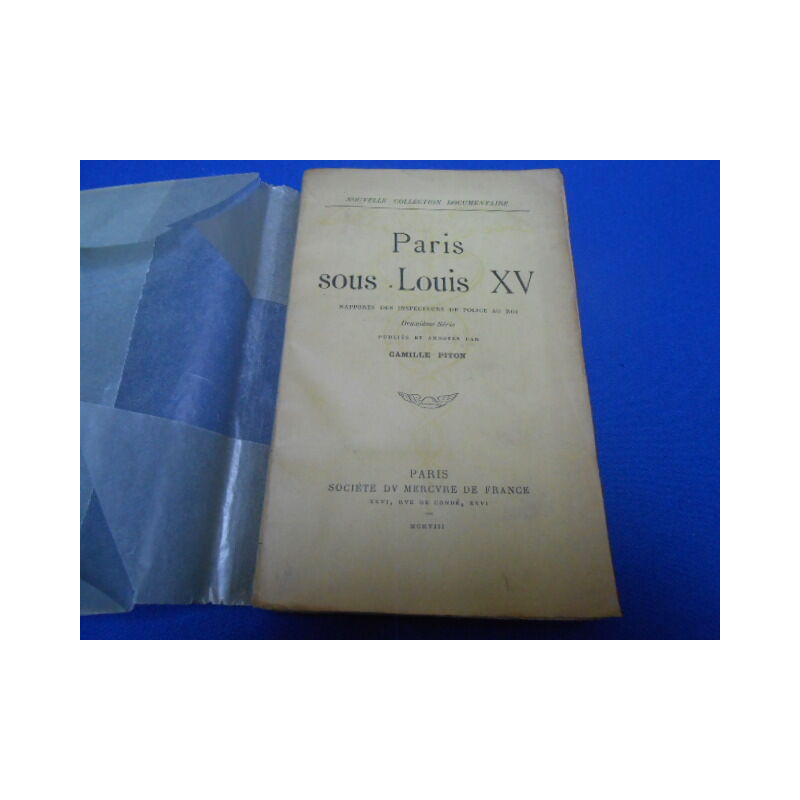 NOUVELLE COLLECTION DOCUMENTAIRE
Paris
sous Louis XV
RAPPORTS DES INSPECTEURS DE POLICE AU ROI
Deuxième Série
PUBLIÉS ET ANNOTÉS PAR
CAMILLE PITON
PARIS
SOCIÉTÉ DV MERCVRE DE FRANCE
XXVI, RVE DE CONDÉ, XXVI
MCMVIII